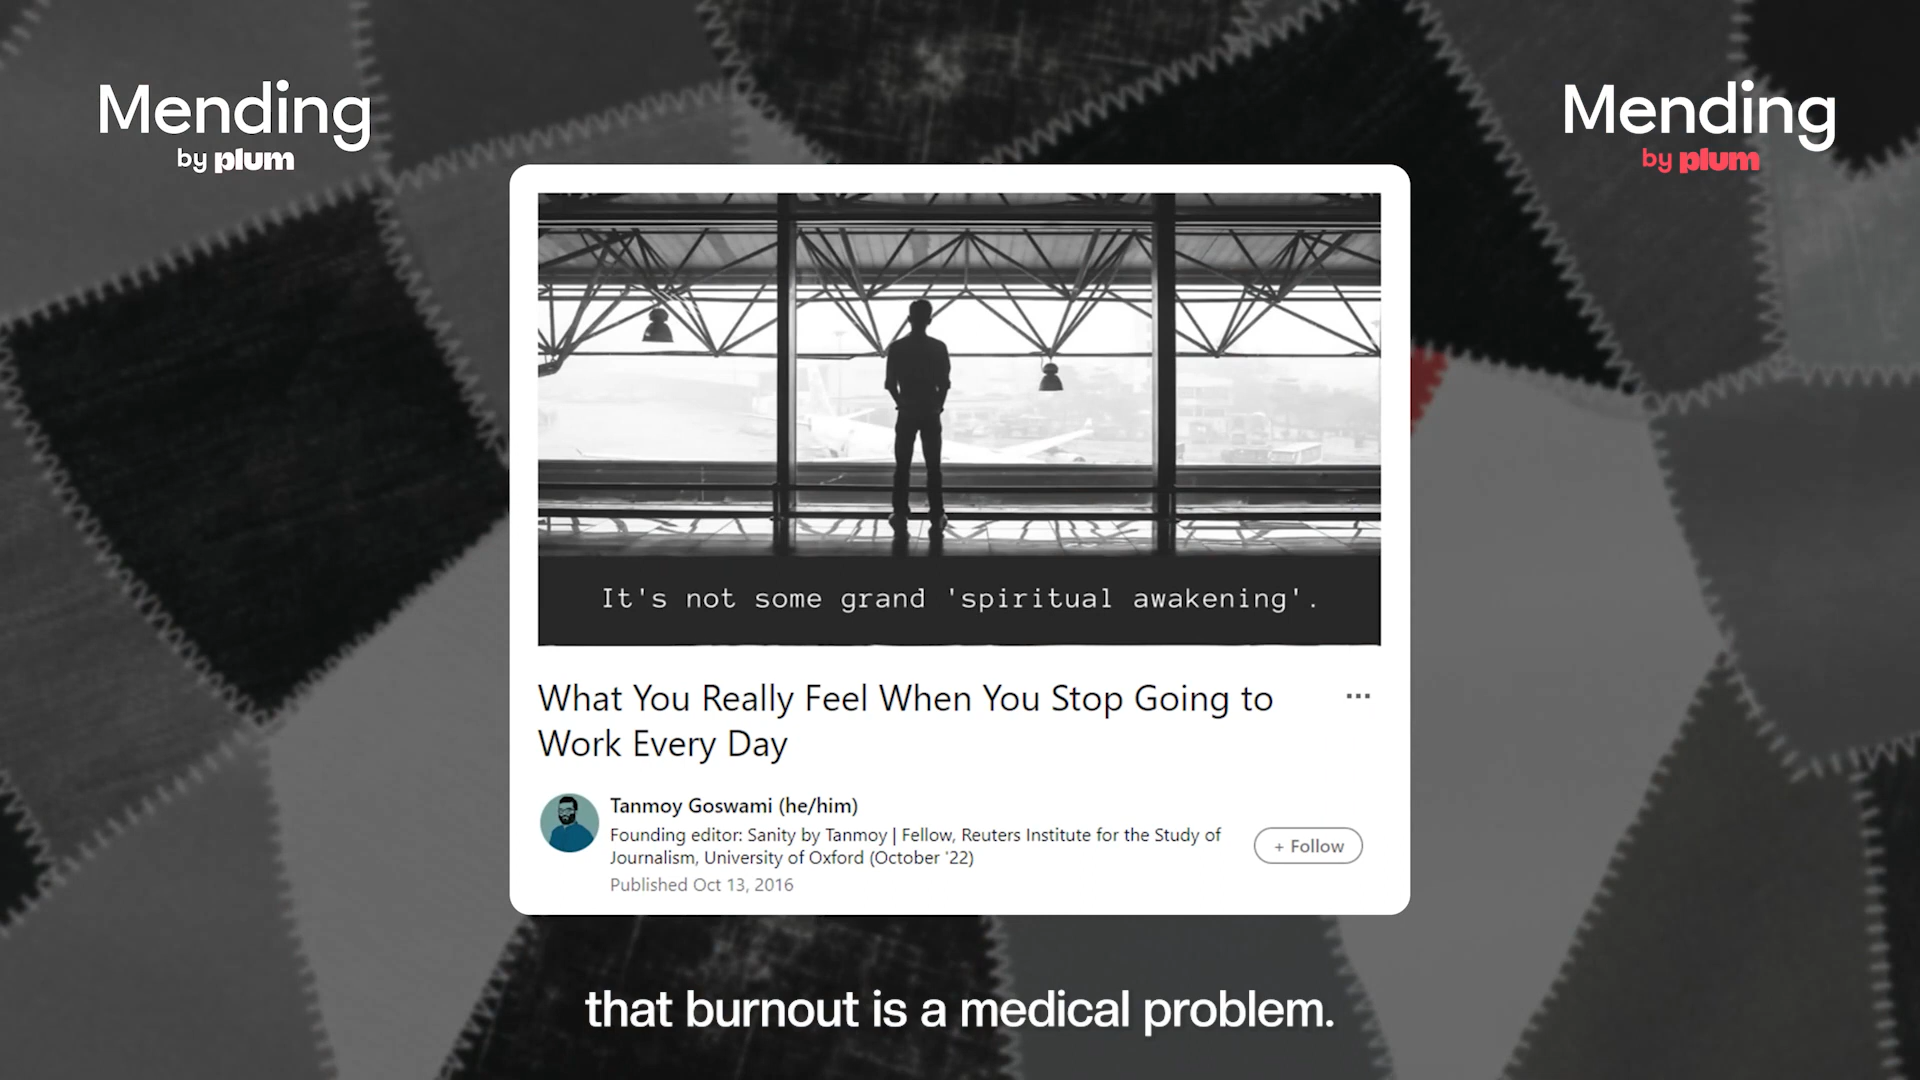 Mending
by plum
Mending
by plum
It's not some grand 'spiritual awakening'.
What You Really Feel When You Stop Going to
Work Every Day
Tanmoy Goswami (he/him)
Founding editor: Sanity by Tanmoy | Fellow, Reuters Institute for the Study of
Journalism, University of Oxford (October '22)
+ Follow
Published Oct 13, 2016
that burnout is a medical problem.